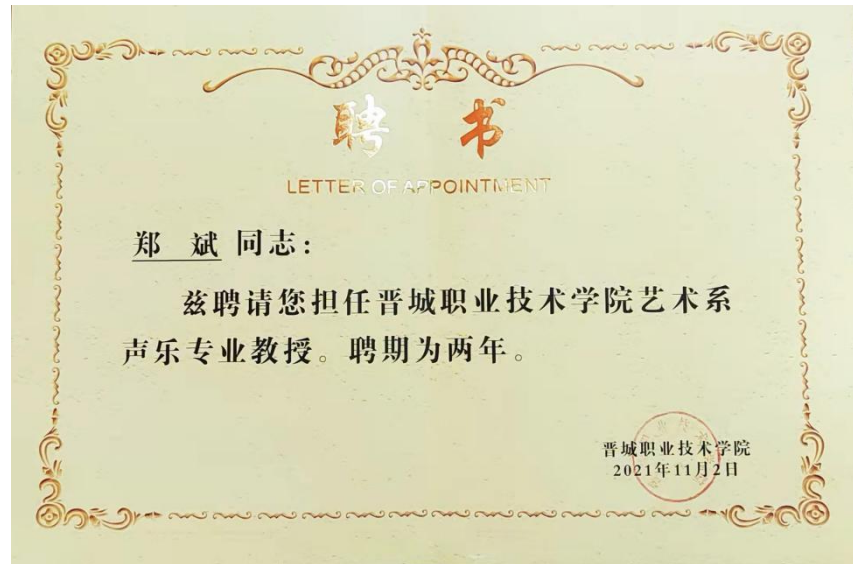 聘 书
LETTER OF APPOINTMENT
郑 斌 同志：
兹聘请您担任晋城职业技术学院艺术系
声乐专业教授。聘期为两年。
晋城职业技术学院
2021年11月2日